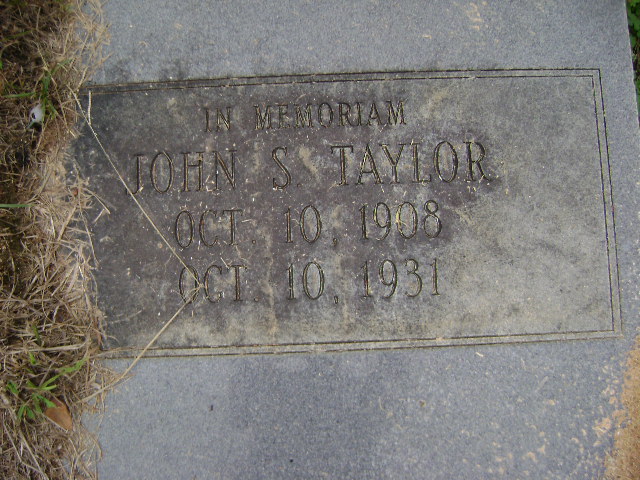 IN MEMORIAM
JOHN S. TAYLOR
OCT. 10, 1908
OCT. 10, 1931